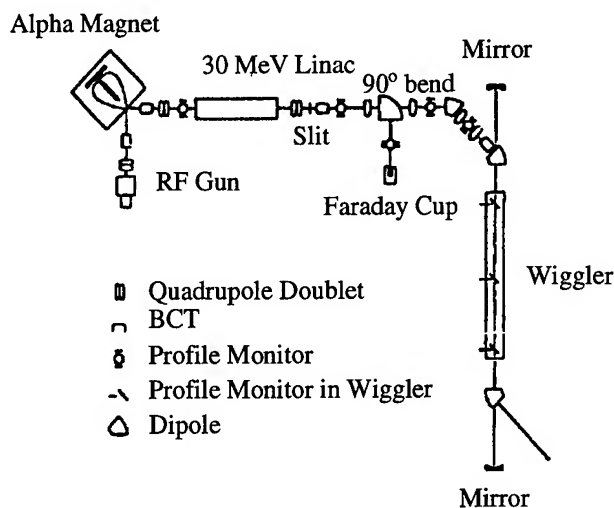 Alpha Magnet
Mirror
30 MeV Linac
90° bend
Slit
RF Gun
Faraday Cup
Wiggler
Quadrupole Doublet
BCT
Profile Monitor
Profile Monitor in Wiggler
Dipole
Mirror